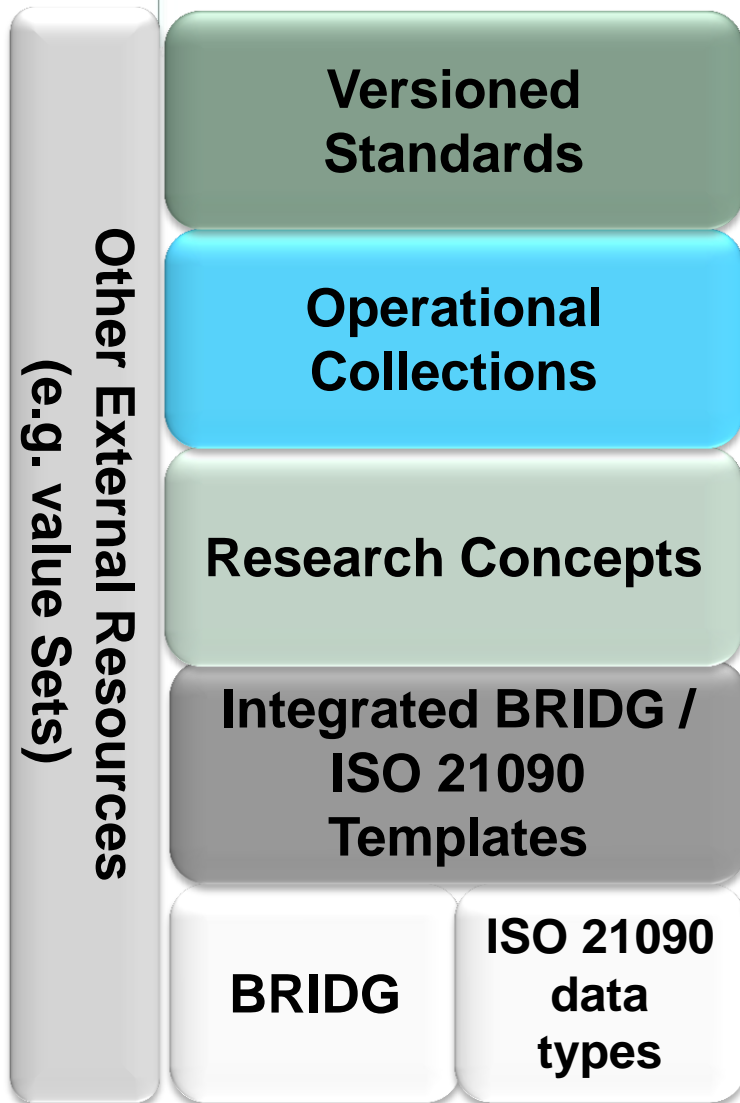 Other External Resources
(e.g. value Sets)
Versioned
Standards
Operational
Collections
Research Concepts
Integrated BRIDG /
ISO 21090
Templates
BRIDG
ISO 21090
data
types